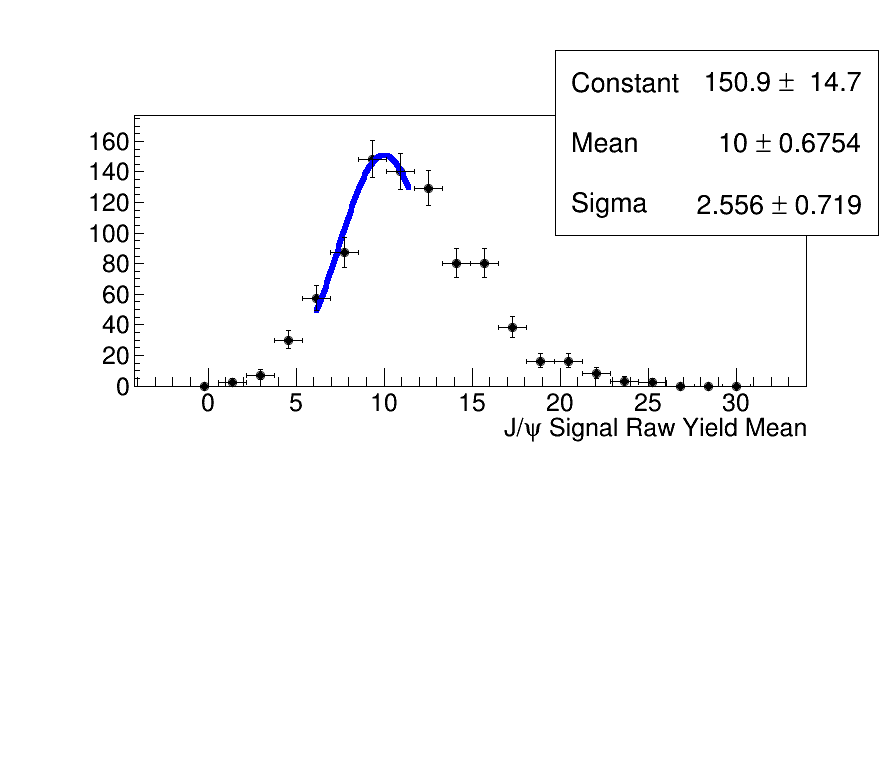 Constant 150.9 ± 14.7
Mean 10 ± 0.6754
Sigma 2.556 ± 0.719
160
140
120
100
80
60
40
20
0
0 5 10 15 20 25 30
J/ψ Signal Raw Yield Mean